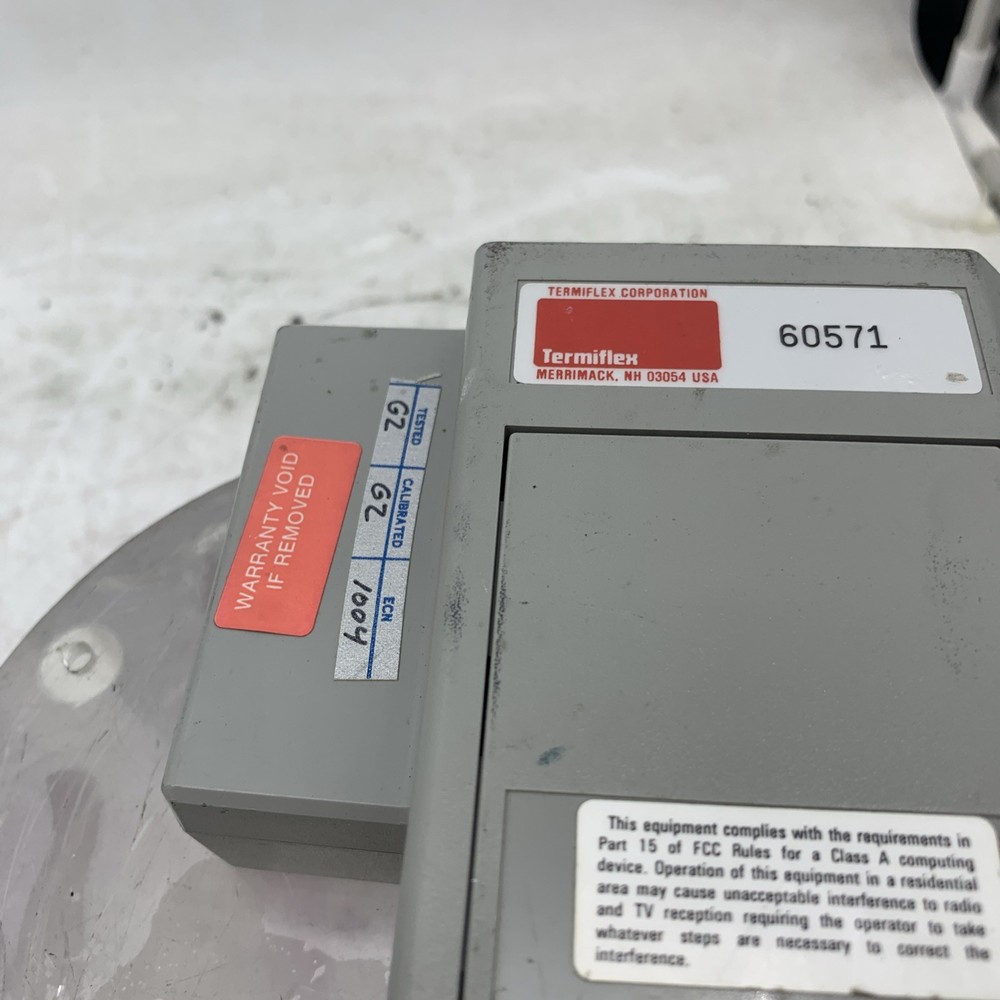 TERMIFLEX CORPORATION
Termiflex
60571
MERRIMACK, NH 03054 USA
WARRANTY VOID
IF REMOVED
TESTED
GZ
CALIBRATED
GZ
ECN
1004
This equipment complies with the requirements in
Part 15 of FCC Rules for a Class A computing
device. Operation of this equipment in a residential
area may cause unacceptable interference to radio
and TV reception requiring the operator to take
whatever steps are necessary to correct the
interference.